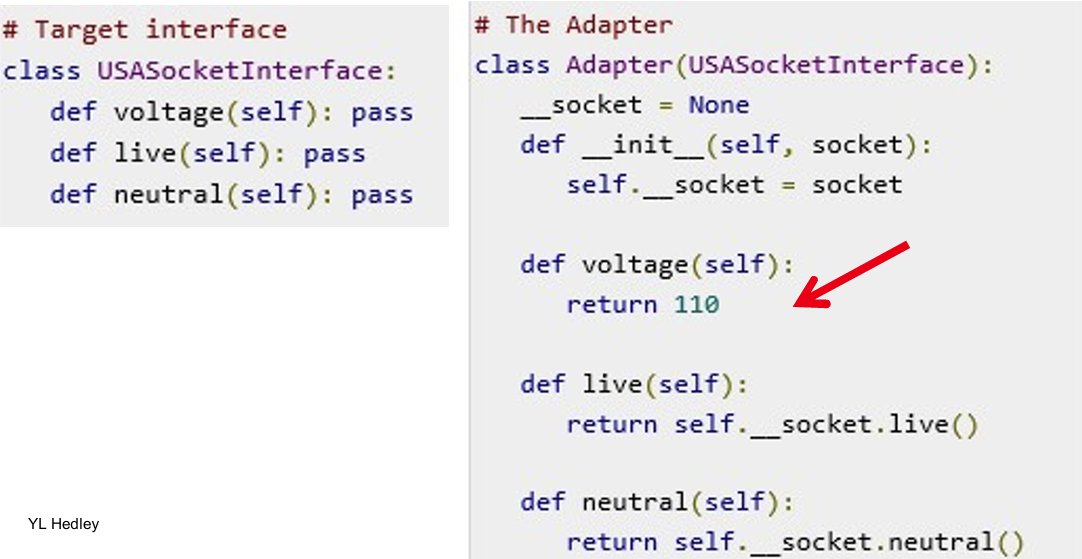 # Target interface
class USASocketInterface:
   def voltage(self): pass
   def live(self): pass
   def neutral(self): pass
# The Adapter
class Adapter(USASocketInterface):
   __socket = None
   def __init__(self, socket):
      self.__socket = socket
   def voltage(self):
      return 110
   def live(self):
      return self.__socket.live()
   def neutral(self):
      return self.__socket.neutral()
YL Hedley